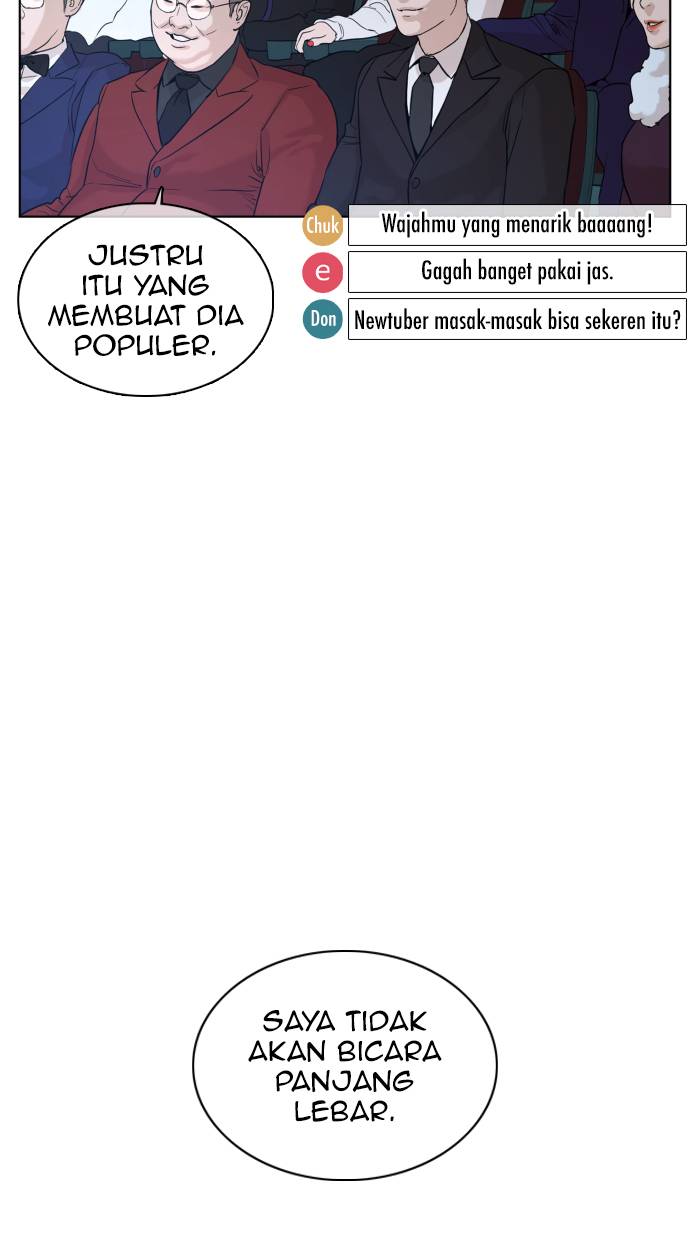 Chuk Wajahmu yang menarik baaaang!
e Gagah banget pakai jas.
Don Newtuber masak-masak bisa sekeren itu?
JUSTRU
ITU YANG
MEMBUAT DIA
POPULER.
SAYA TIDAK
AKAN BICARA
PANJANG
LEBAR.